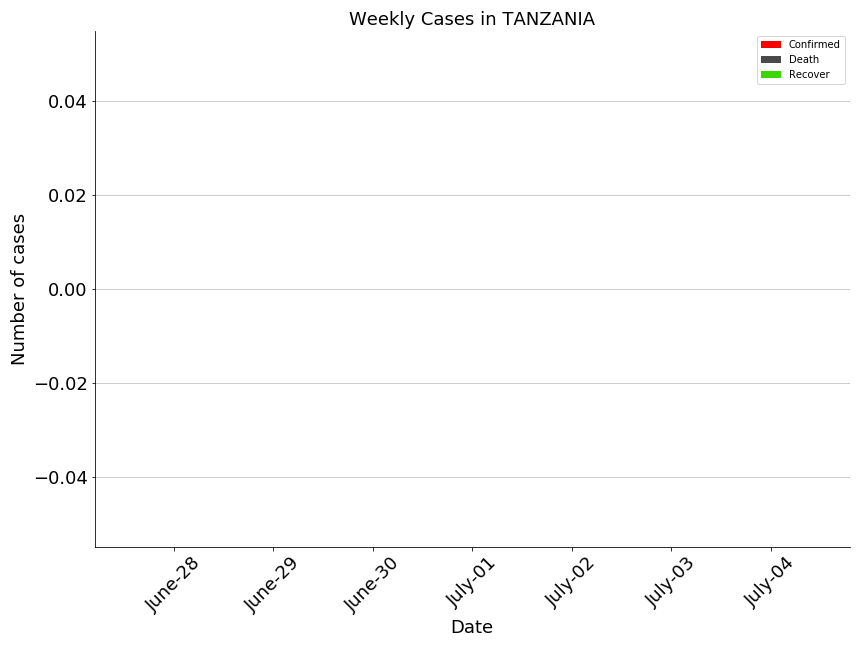 Weekly Cases in TANZANIA
Confirmed
Death
Recover
0.04
0.02
0.00
−0.02
−0.04
Number of cases
June-28
June-29
June-30
July-01
July-02
July-03
July-04
Date